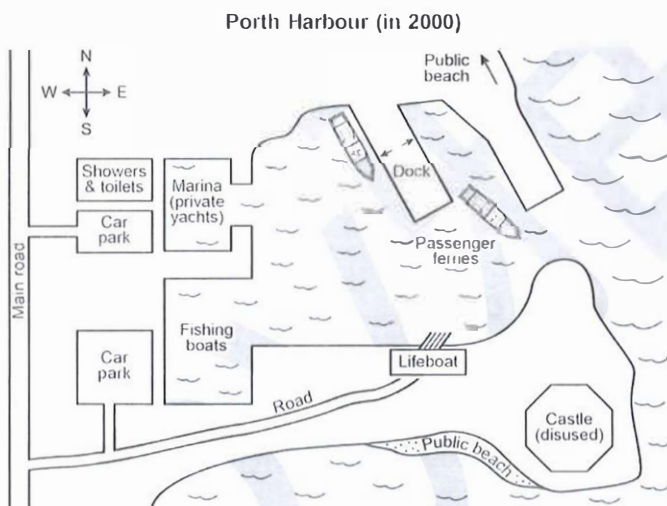 Porth Harbour (in 2000)
Public
beach
N
W
E
S
Showers
& toilets
Marina
(private
yachts)
Dock
Car
park
Passenger
ferries
Main road
Fishing
boats
Car
park
Lifeboat
Road
Castle
(disused)
Public beach